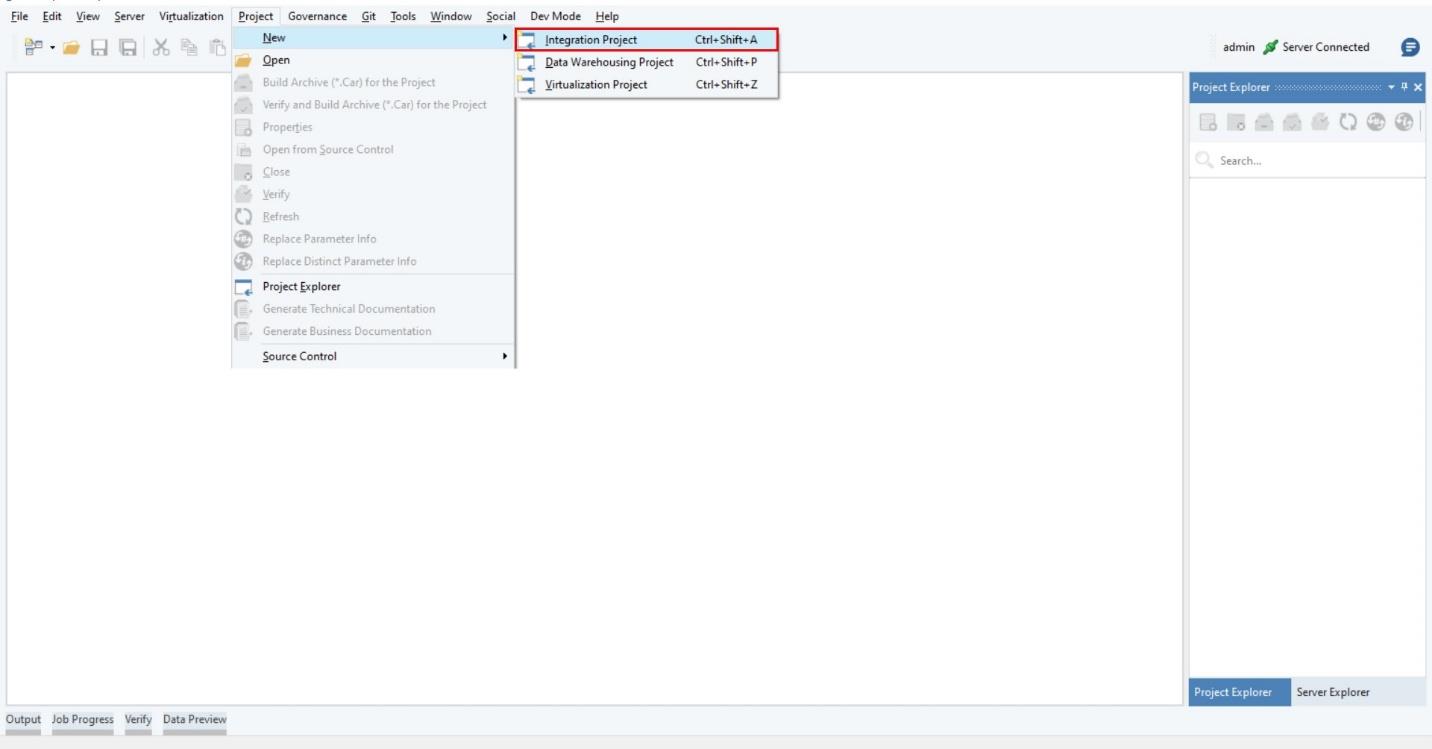 File Edit View Server Virtualization Project Governance Git Tools Window Social Dev Mode Help
admin Server Connected
New
Open
Build Archive (*.Car) for the Project
Verify and Build Archive (*.Car) for the Project
Properties
Open from Source Control
Close
Verify
Refresh
Replace Parameter Info
Replace Distinct Parameter Info
Project Explorer
Generate Technical Documentation
Generate Business Documentation
Source Control
Integration Project Ctrl+Shift+A
Data Warehousing Project Ctrl+Shift+P
Virtualization Project Ctrl+Shift+Z
Project Explorer
Search...
Project Explorer Server Explorer
Output Job Progress Verify Data Preview